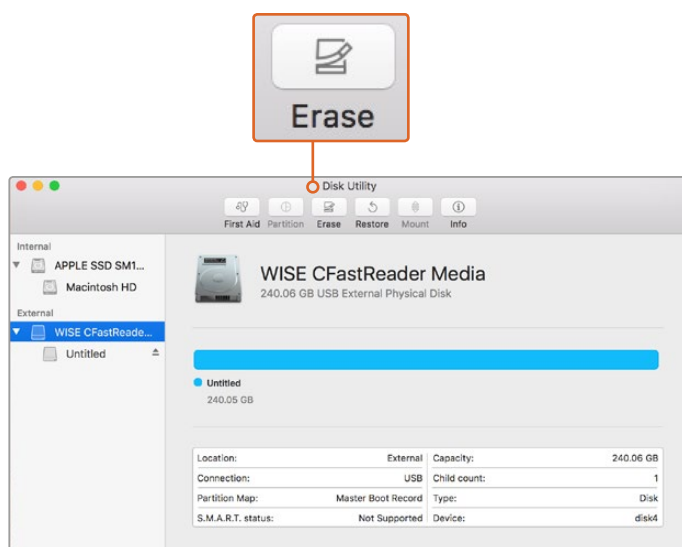 Erase
Disk Utility
First Aid Partition Erase Restore Mount Info
Internal
APPLE SSD SM1...
Macintosh HD
External
WISE CFastReade...
Untitled
WISE CFastReader Media
240.06 GB USB External Physical Disk
Untitled
240.05 GB
Location: External Capacity: 240.06 GB
Connection: USB Child count: 1
Partition Map: Master Boot Record Type: Disk
S.M.A.R.T. status: Not Supported Device: disk4